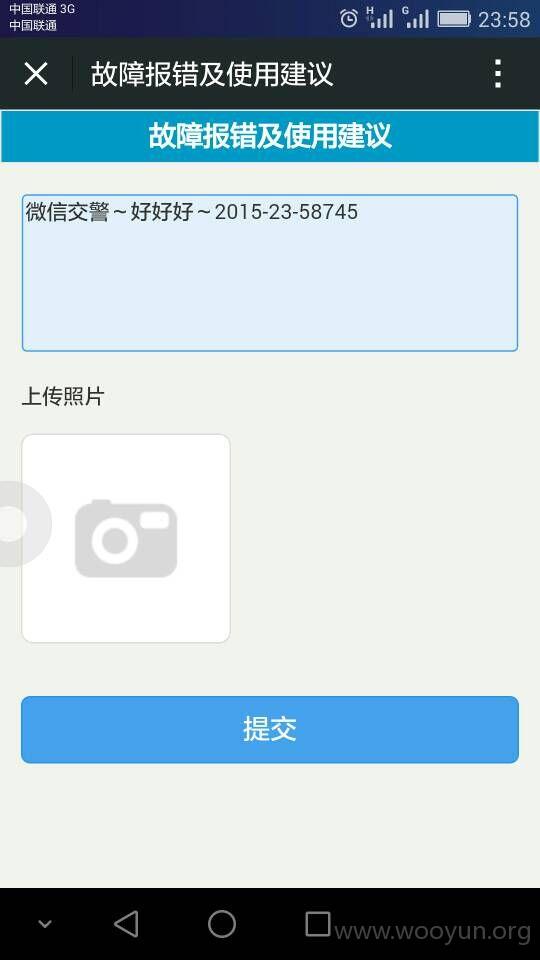 中国联通 3G
中国联通
H
G
23:58
故障报错及使用建议
故障报错及使用建议
微信交警～好好好～2015-23-58745
上传照片
提交
www.wooyun.org